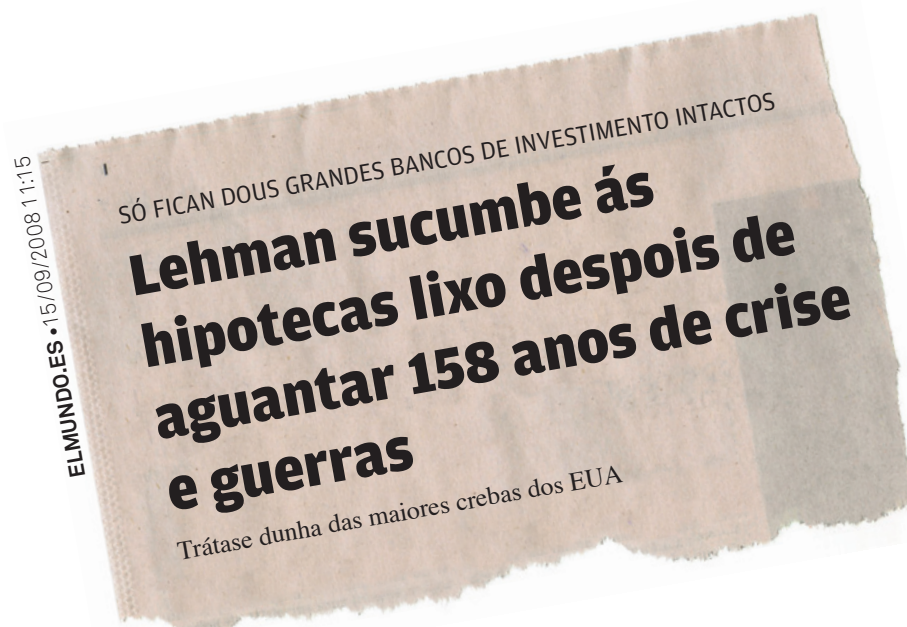 ELMUNDO.ES • 15/09/2008 11:15
SÓ FICAN DOUS GRANDES BANCOS DE INVESTIMENTO INTACTOS
Lehman sucumbe ás
hipotecas lixo despois de
aguantar 158 anos de crise
e guerras
Trátase dunha das maiores crebas dos EUA